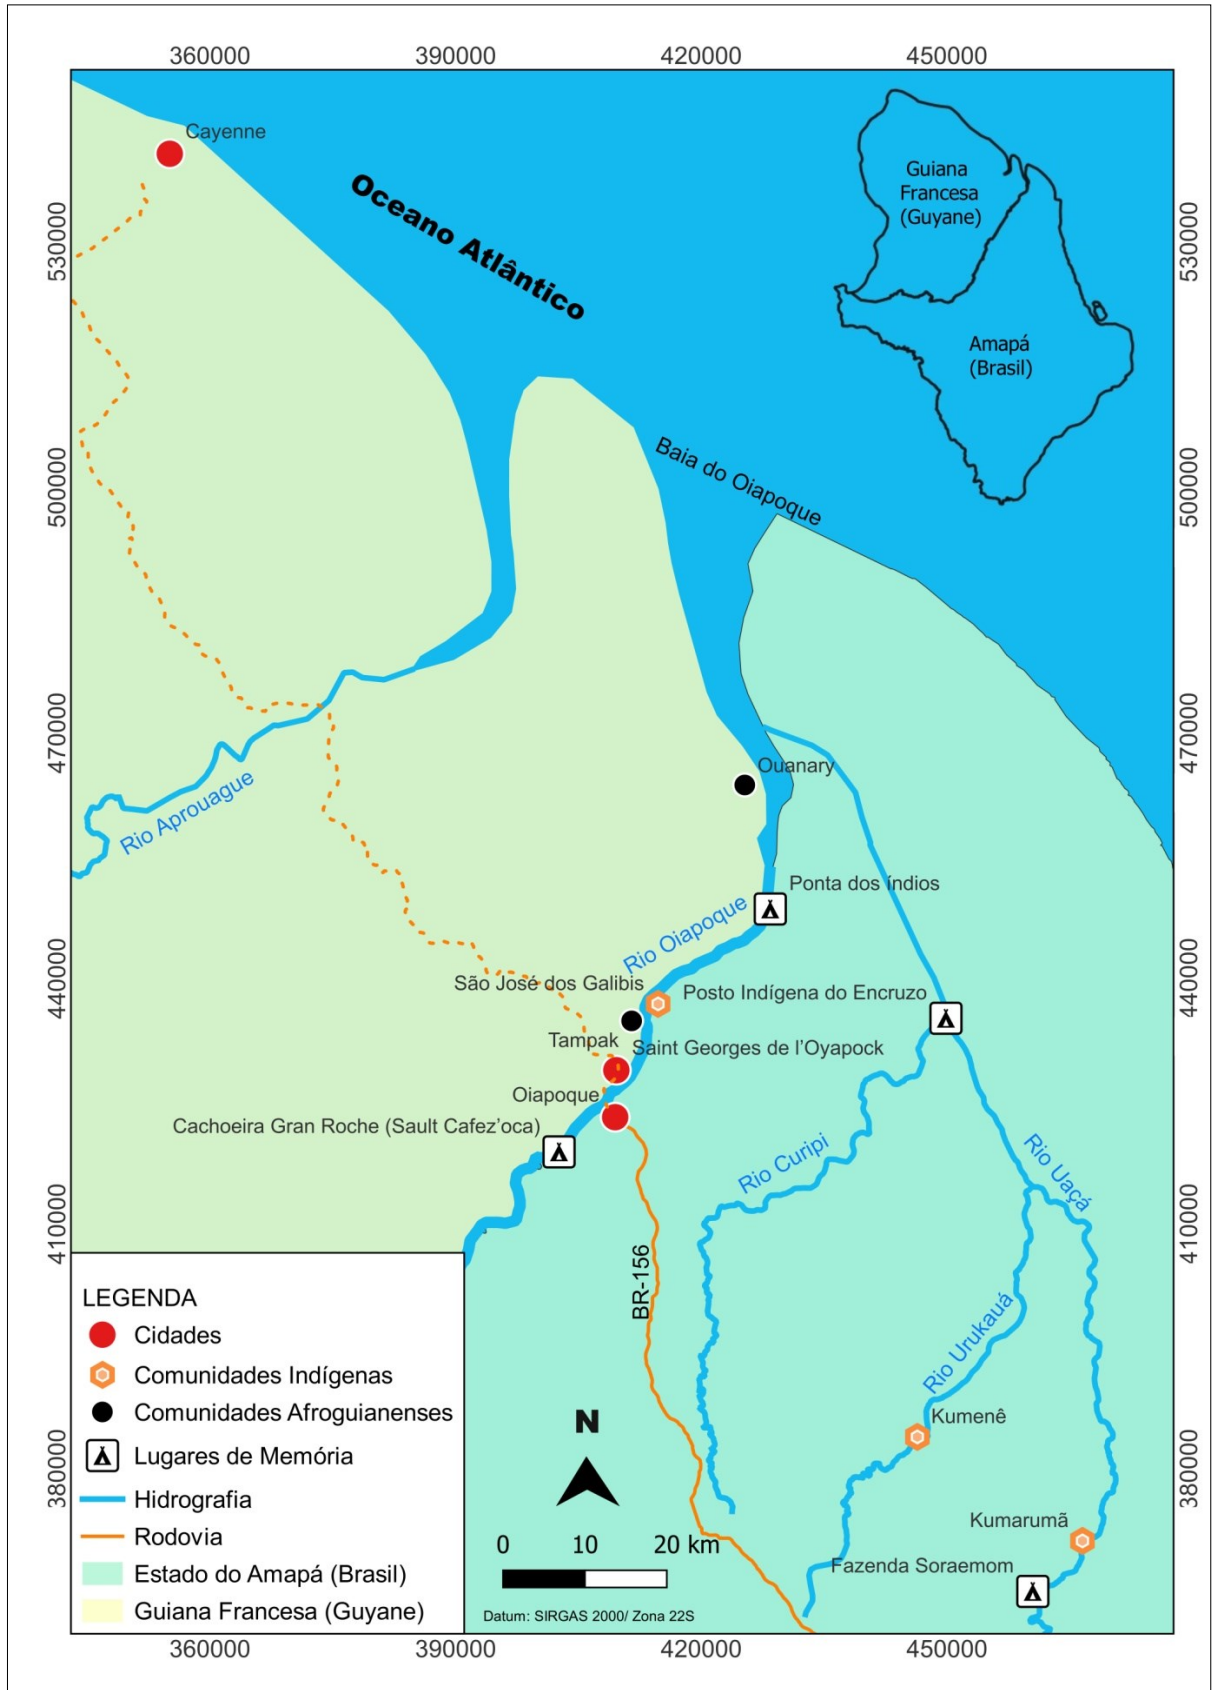 360000
390000
420000
450000
Cayenne
Oceano Atlântico
Guiana
Francesa
(Guyane)
Amapá
(Brasil)
530000
530000
Baia do Oiapoque
500000
500000
470000
470000
Ouanary
Rio Aprouague
Ponta dos índios
Rio Oiapoque
São José dos Galibis
Posto Indígena do Encruzo
440000
440000
Tampak
Saint Georges de l'Oyapock
Oiapoque
Cachoeira Gran Roche (Sault Cafez'oca)
Rio Curipi
Rio Uaçá
410000
410000
BR-156
Rio Urukauá
Kumenê
380000
380000
Kumarumã
Fazenda Soraemom
LEGENDA
Cidades
Comunidades Indígenas
Comunidades Afroguianenses
Lugares de Memória
Hidrografia
Rodovia
Estado do Amapá (Brasil)
Guiana Francesa (Guyane)
N
0 10 20 km
Datum: SIRGAS 2000/ Zona 22S
360000
390000
420000
450000